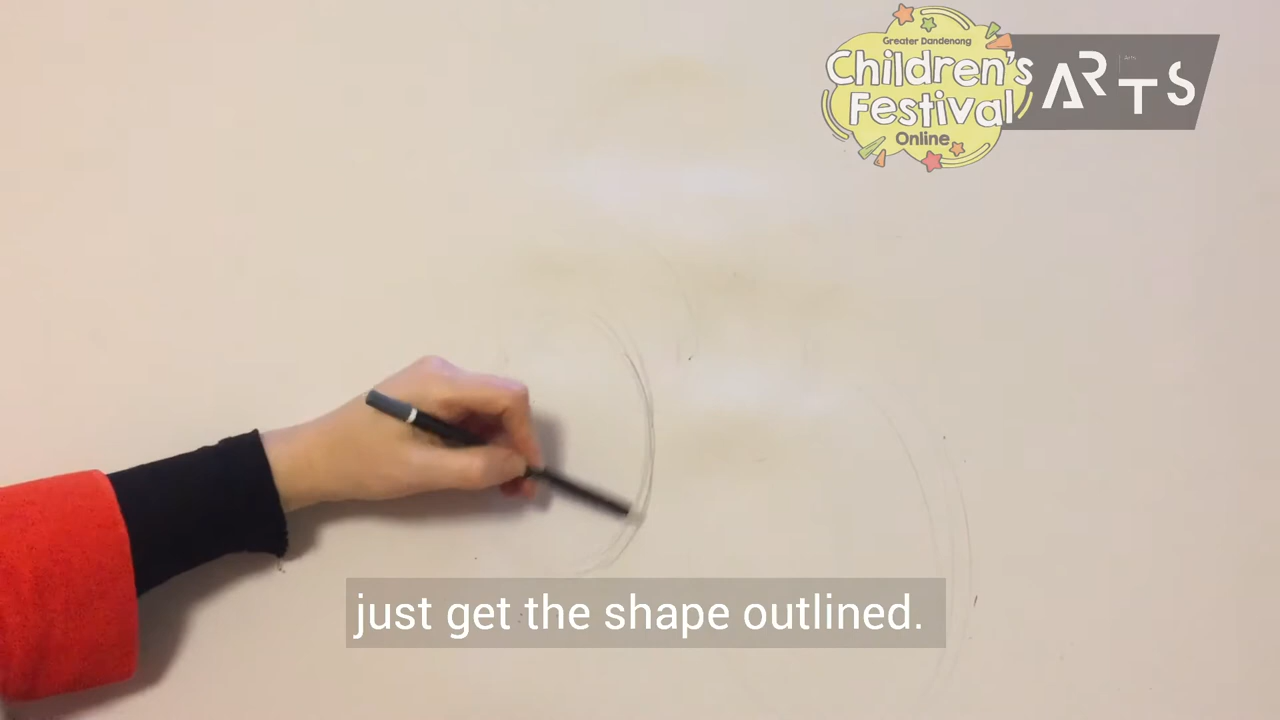 Greater Dandenong
Children's
Festival
Online
ARTS
just get the shape outlined.